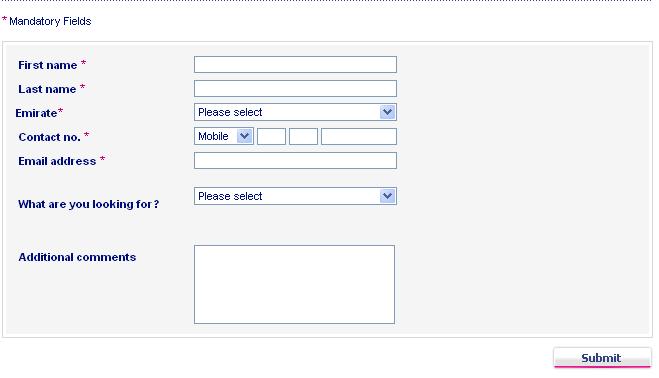 * Mandatory Fields
First name *
Last name *
Emirate* Please select
Contact no. * Mobile
Email address *
What are you looking for? Please select
Additional comments
Submit